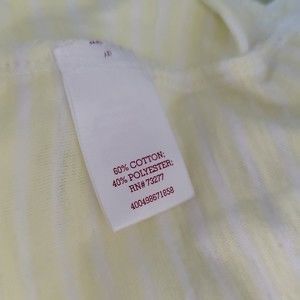 60% COTTON;
40% POLYESTER;
RN# 73277
400498671858